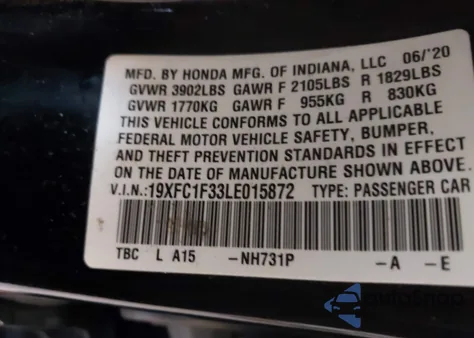 MFD. BY HONDA MFG. OF INDIANA, LLC 06/'20
GVWR 3902LBS GAWR F 2105LBS R 1829LBS
GVWR 1770KG GAWR F 955KG R 830KG
THIS VEHICLE CONFORMS TO ALL APPLICABLE
FEDERAL MOTOR VEHICLE SAFETY, BUMPER,
AND THEFT PREVENTION STANDARDS IN EFFECT
ON THE DATE OF MANUFACTURE SHOWN ABOVE.
V.I.N.:19XFC1F33LE015872 TYPE: PASSENGER CAR
TBC L A15 -NH731P -A -E